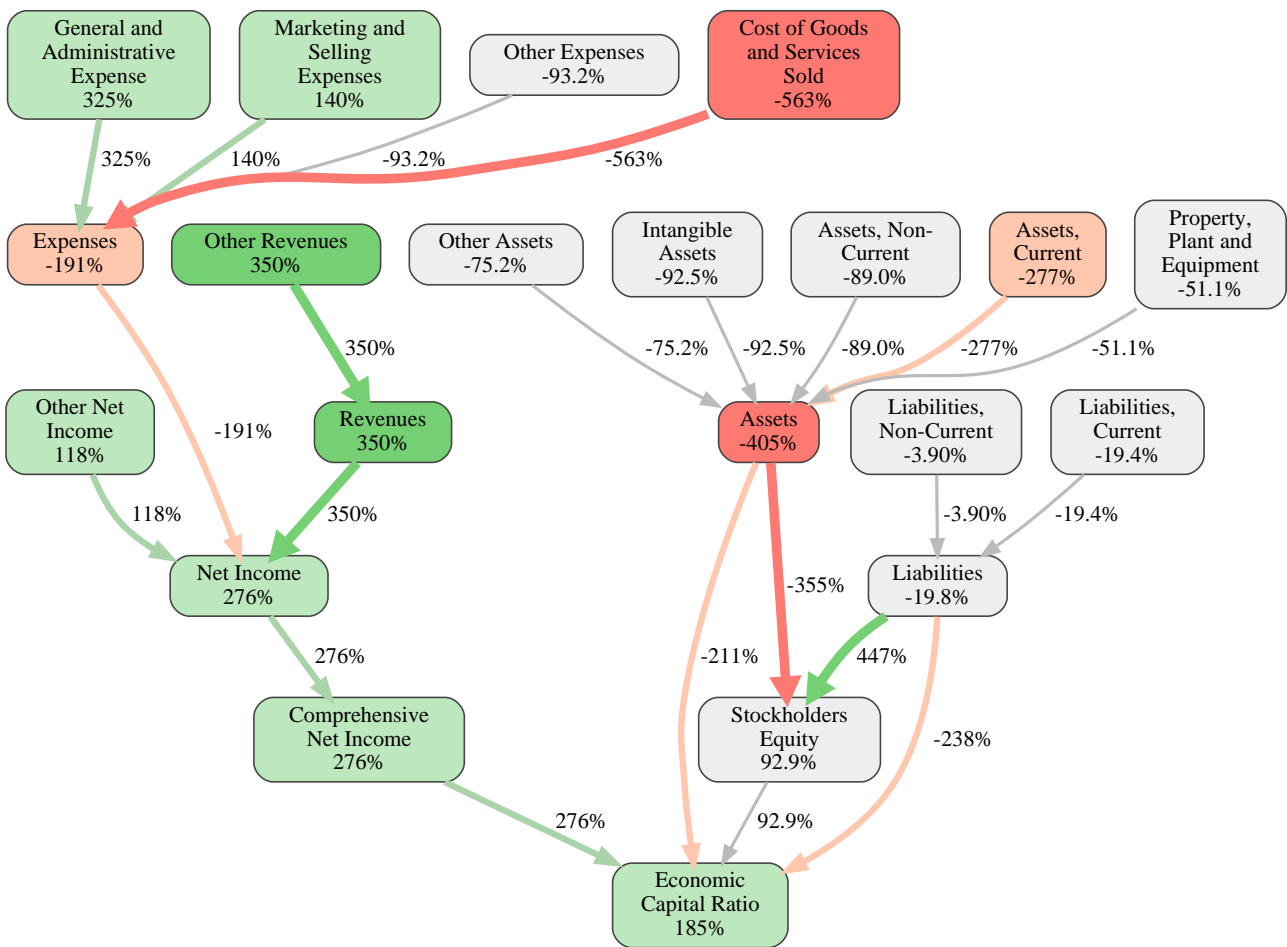 General and
Administrative
Expense
325%
Marketing and
Selling
Expenses
140%
Other Expenses
-93.2%
Cost of Goods
and Services
Sold
-563%
325%
140%
-93.2%
-563%
Expenses
-191%
Other Revenues
350%
Other Assets
-75.2%
Intangible
Assets
-92.5%
Assets, Non-
Current
-89.0%
Assets,
Current
-277%
Property,
Plant and
Equipment
-51.1%
350%
-75.2%
-92.5%
-89.0%
-277%
-51.1%
Other Net
Income
118%
-191%
Revenues
350%
Assets
-405%
Liabilities,
Non-Current
-3.90%
Liabilities,
Current
-19.4%
118%
350%
-3.90%
-19.4%
Net Income
276%
-355%
Liabilities
-19.8%
276%
-211%
447%
Comprehensive
Net Income
276%
Stockholders
Equity
92.9%
-238%
276%
92.9%
Economic
Capital Ratio
185%